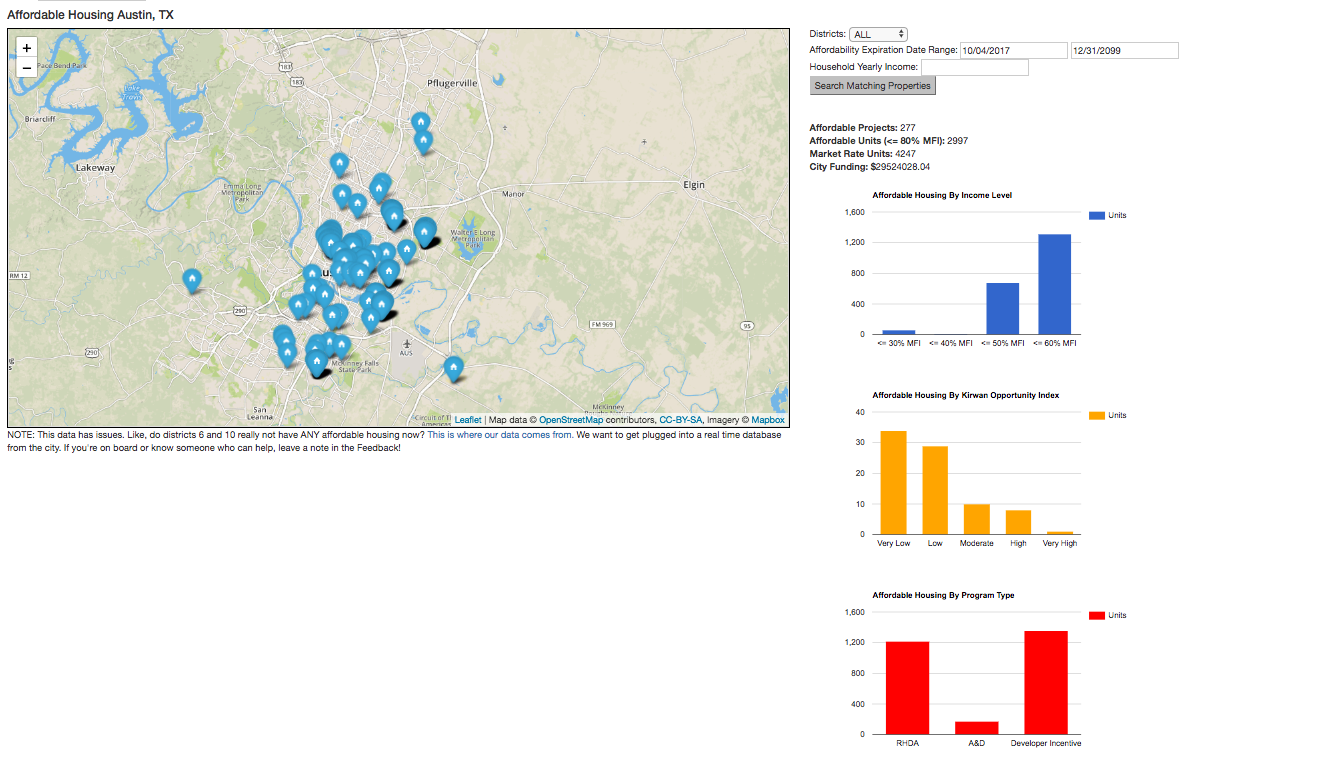 Affordable Housing Austin, TX
+
−
Pace Bend Park
Lake Travis
Briarcliff
Lakeway
Emma Long Metropolitan Park
183
183
Pflugerville
Manor
Elgin
Walter E Long Metropolitan Park
RM 12
290
290
FM 969
95
AUS
McKinney Falls State Park
San Leanna
McKinney
Leaflet | Map data © OpenStreetMap contributors, CC-BY-SA, Imagery © Mapbox
NOTE: This data has issues. Like, do districts 6 and 10 really not have ANY affordable housing now? This is where our data comes from. We want to get plugged into a real time database
from the city. If you're on board or know someone who can help, leave a note in the Feedback!
Districts: ALL
Affordability Expiration Date Range: 10/04/2017 12/31/2099
Household Yearly Income:
Search Matching Properties
Affordable Projects: 277
Affordable Units (<= 80% MFI): 2997
Market Rate Units: 4247
City Funding: $29524028.04
Affordable Housing By Income Level
1,600
1,200
800
400
0
<= 30% MFI <= 40% MFI <= 50% MFI <= 60% MFI
Units
Affordable Housing By Kirwan Opportunity Index
40
30
20
10
0
Very Low Low Moderate High Very High
Units
Affordable Housing By Program Type
1,600
1,200
800
400
0
RHDA A&D Developer Incentive
Units